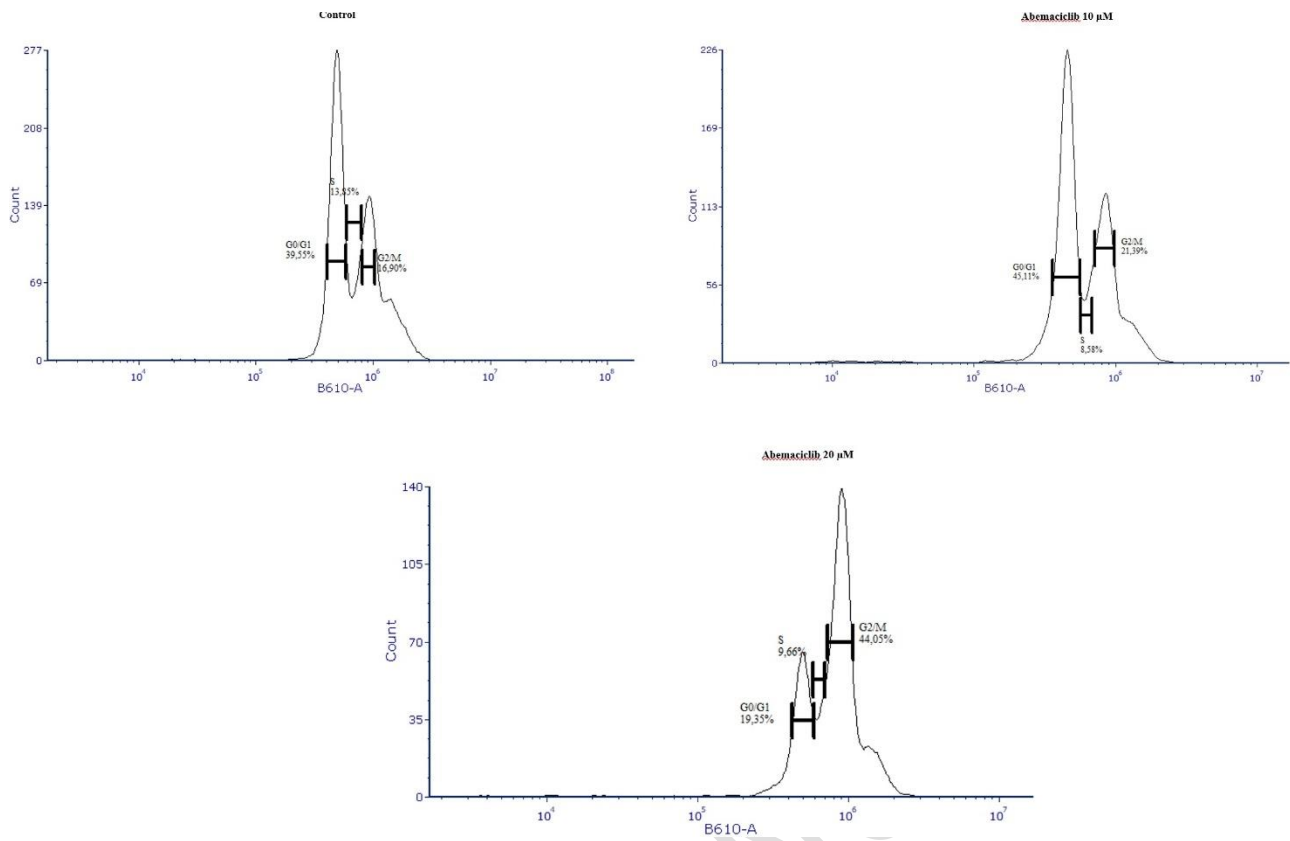 Control
277
208
139
69
0
Count
S
13,85%
G0/G1
39,55%
G2/M
16,90%
10⁴ 10⁵ 10⁶ 10⁷ 10⁸
B610-A
Abemaciclib 10 µM
226
169
113
56
0
Count
G0/G1
45,11%
G2/M
21,39%
S
8,58%
10⁴ 10⁵ 10⁶ 10⁷
B610-A
Abemaciclib 20 µM
140
105
70
35
0
Count
S
9,66%
G2/M
44,05%
G0/G1
19,35%
10⁴ 10⁵ 10⁶ 10⁷
B610-A